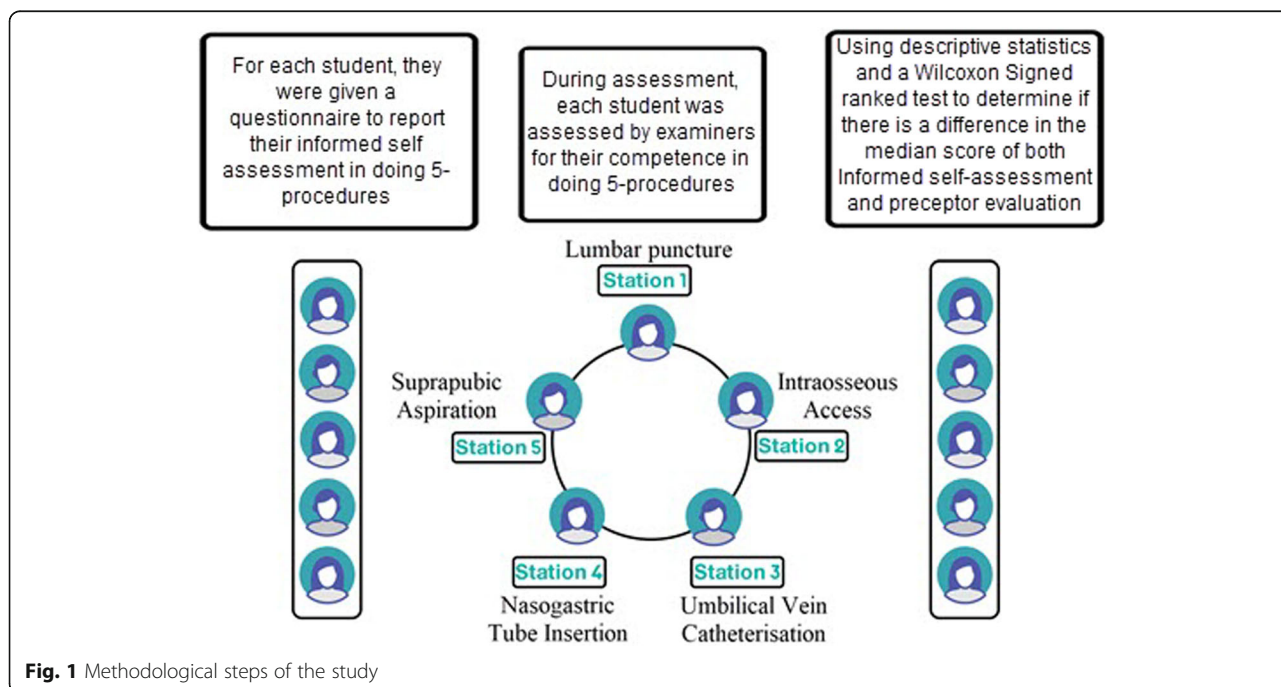 For each student, they
were given a
questionnaire to report
their informed self
assessment in doing 5-
procedures
During assessment,
each student was
assessed by examiners
for their competence in
doing 5-procedures
Using descriptive statistics
and a Wilcoxon Signed
ranked test to determine if
there is a difference in the
median score of both
Informed self-assessment
and preceptor evaluation
Lumbar puncture
Station 1
Intraosseous
Access
Station 2
Umbilical Vein
Catheterisation
Station 3
Nasogastric
Tube Insertion
Station 4
Suprapubic
Aspiration
Station 5
Fig. 1 Methodological steps of the study